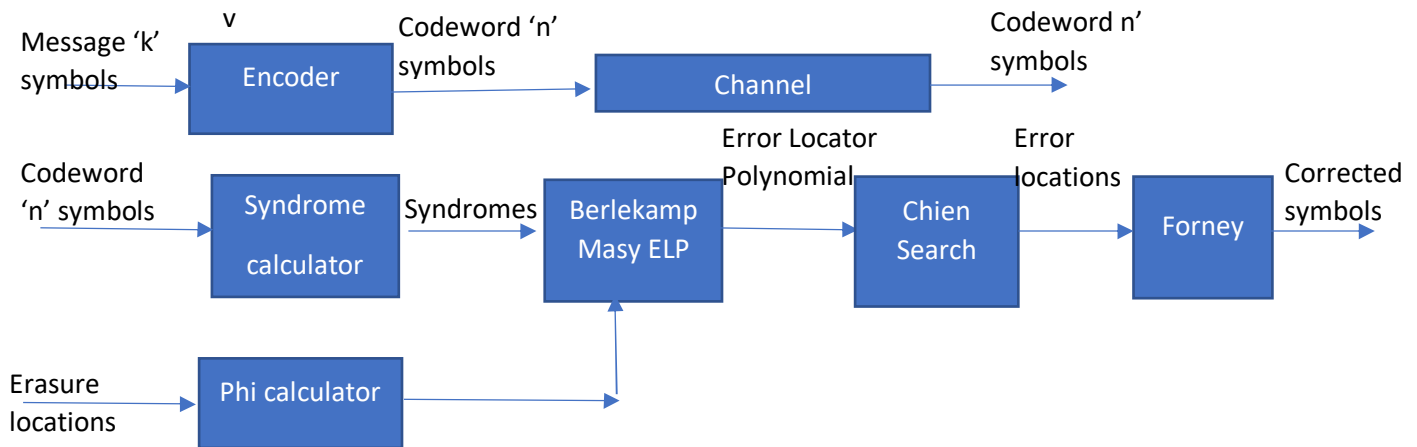 v
Message ‘k’
symbols
Encoder
Codeword ‘n’
symbols
Channel
Codeword n’
symbols
Codeword
‘n’ symbols
Syndrome
calculator
Syndromes
Berlekamp
Masy ELP
Error Locator
Polynomial
Chien
Search
Error
locations
Forney
Corrected
symbols
Erasure
locations
Phi calculator